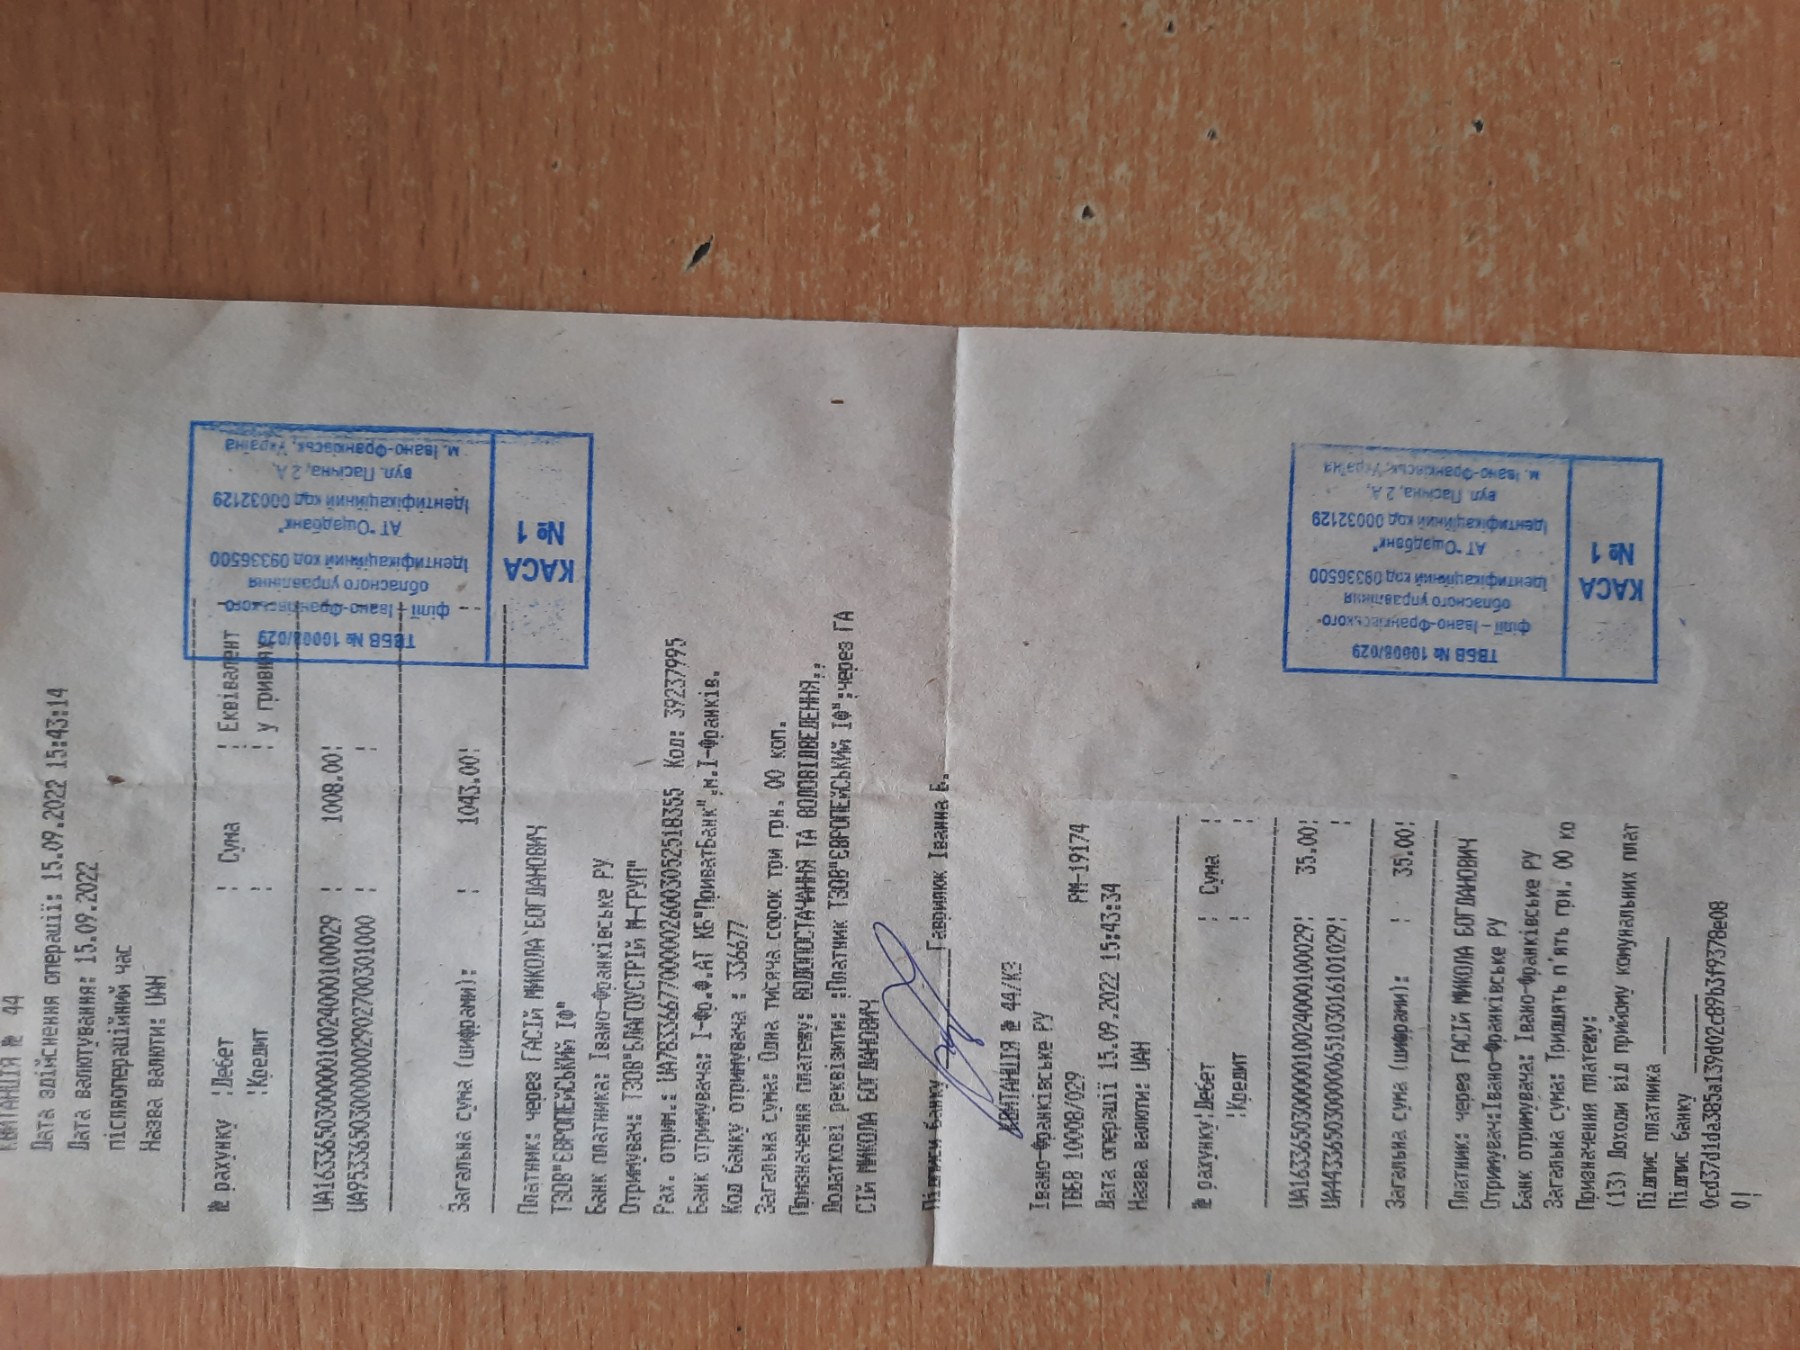 КВИТАНЦІЯ № 44
Дата здійснення операції: 15.09.2022 15:43:14
Дата валютування: 15.09.2022
післяопераційний час
Назва валюти: UAH
№ рахунку :Дебет : Сума : Еквівалент
:Кредит : : у гривнях
UA163365030000010024000100029 : 1008.00:
UA953365030000029027000301000 : :
Загальна сума (цифрами): : 1043.00:
Платник: через ГАСІЙ МИКОЛА БОГДАНОВИЧ
ТЗОВ"ЄВРОПЕЙСЬКИЙ ІФ"
Банк платника: Івано-Франківське РУ
Отримувач: ТЗОВ"БЛАГОУСТРІЙ М-ГРУП"
Рах. отрим.: UA783366770000026003052518355 Код: 39237995
Банк отримувача: І-Фр.Ф.АТ КБ"ПриватБанк".м.І-Франків.
Код банку отримувача : 336677
Загальна сума: Одна тисяча сорок три грн. 00 коп.
Призначення платежу: ВОДОПОСТАЧАННЯ ТА ВОДОВІДВЕДЕННЯ.;
Додаткові реквізити: :Платник ТЗОВ"ЄВРОПЕЙСЬКИЙ ІФ";через ГА
СІЙ МИКОЛА БОГДАНОВИЧ
Підписи банку Гаврилюк Іванна Б.
ТВБВ № 10008/029
філії – Івано-Франківського
обласного управління
Ідентифікаційний код 09336500
АТ "Ощадбанк"
Ідентифікаційний код 00032129
вул. Пасічна, 2 А,
м. Івано-Франківськ, Україна
КАСА
№ 1
КВИТАНЦІЯ № 44/К3
Івано-Франківське РУ
ТВБВ 10008/029 РМ-19174
Дата операції 15.09.2022 15:43:34
Назва валюти: UAH
№ рахунку:Дебет : Сума :
:Кредит : :
UA163365030000010024000100029: 35.00:
UA443365030000065103016101029: :
Загальна сума (цифрами): : 35.00:
Платник: через ГАСІЙ МИКОЛА БОГДАНОВИЧ
Отримувач:Івано-Франківське РУ
Банк отримувача: Івано-Франківське РУ
Загальна сума: Тридцять п'ять грн. 00 ко
Призначення платежу:
(13) Доходи від прийому комунальних плат
Підпис платника
Підпис банку
0cd37d1da385a139d02c89b3f9378e08
0|
ТВБВ № 10008/029
філії – Івано-Франківського
обласного управління
Ідентифікаційний код 09336500
АТ "Ощадбанк"
Ідентифікаційний код 00032129
вул. Пасічна, 2 А,
м. Івано-Франківськ, Україна
КАСА
№ 1